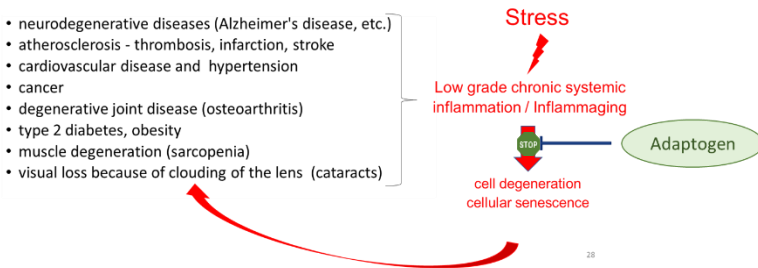 • neurodegenerative diseases (Alzheimer's disease, etc.)
• atherosclerosis - thrombosis, infarction, stroke
• cardiovascular disease and hypertension
• cancer
• degenerative joint disease (osteoarthritis)
• type 2 diabetes, obesity
• muscle degeneration (sarcopenia)
• visual loss because of clouding of the lens (cataracts)
Stress
Low grade chronic systemic
inflammation / Inflammaging
STOP
Adaptogen
cell degeneration
cellular senescence
28